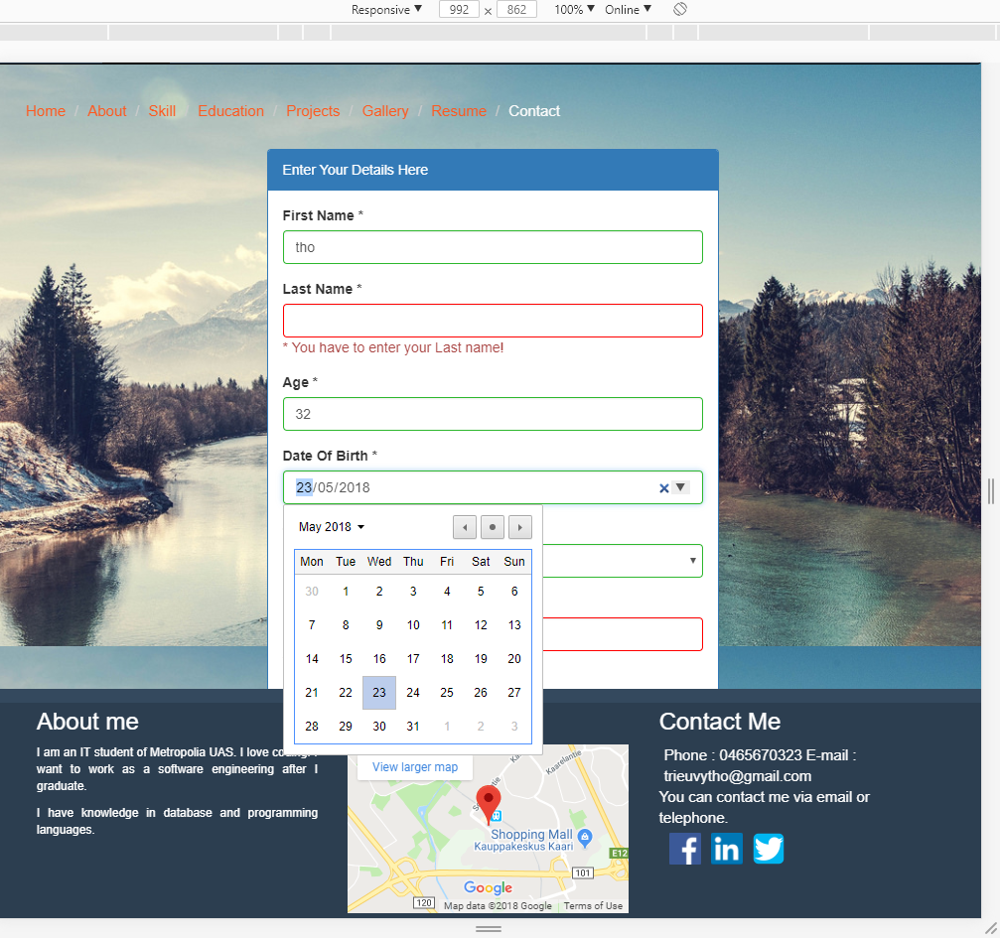 Responsive ▼ 992 × 862 100% ▼ Online ▼
Home / About / Skill / Education / Projects / Gallery / Resume / Contact
Enter Your Details Here
First Name *
tho
Last Name *
* You have to enter your Last name!
Age *
32
Date Of Birth *
23/05/2018
May 2018
Mon Tue Wed Thu Fri Sat Sun
30 1 2 3 4 5 6
7 8 9 10 11 12 13
14 15 16 17 18 19 20
21 22 23 24 25 26 27
28 29 30 31 1 2 3
About me
I am an IT student of Metropolia UAS. I love coding. I
want to work as a software engineering after I
graduate.
I have knowledge in database and programming
languages.
View larger map
Kaarelantie
Shopping Mall
Kauppakeskus Kaari
E12
101
120
Google
Map data ©2018 Google Terms of Use
Contact Me
Phone : 0465670323 E-mail :
trieuvytho@gmail.com
You can contact me via email or
telephone.
f
in